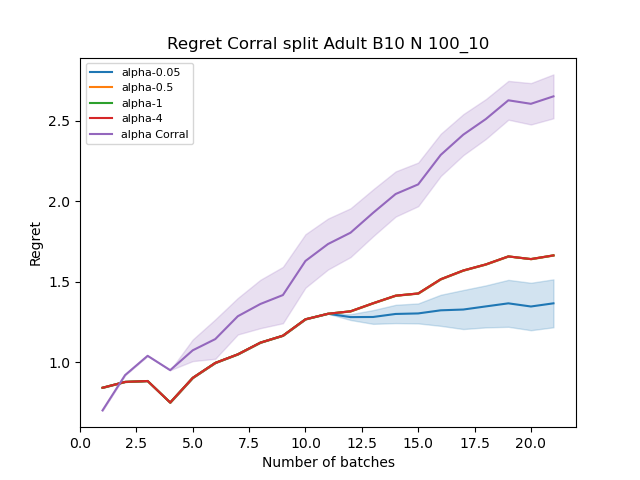 Regret Corral split Adult B10 N 100_10
alpha-0.05
alpha-0.5
alpha-1
alpha-4
alpha Corral
2.5
2.0
1.5
1.0
Regret
0.0 2.5 5.0 7.5 10.0 12.5 15.0 17.5 20.0
Number of batches